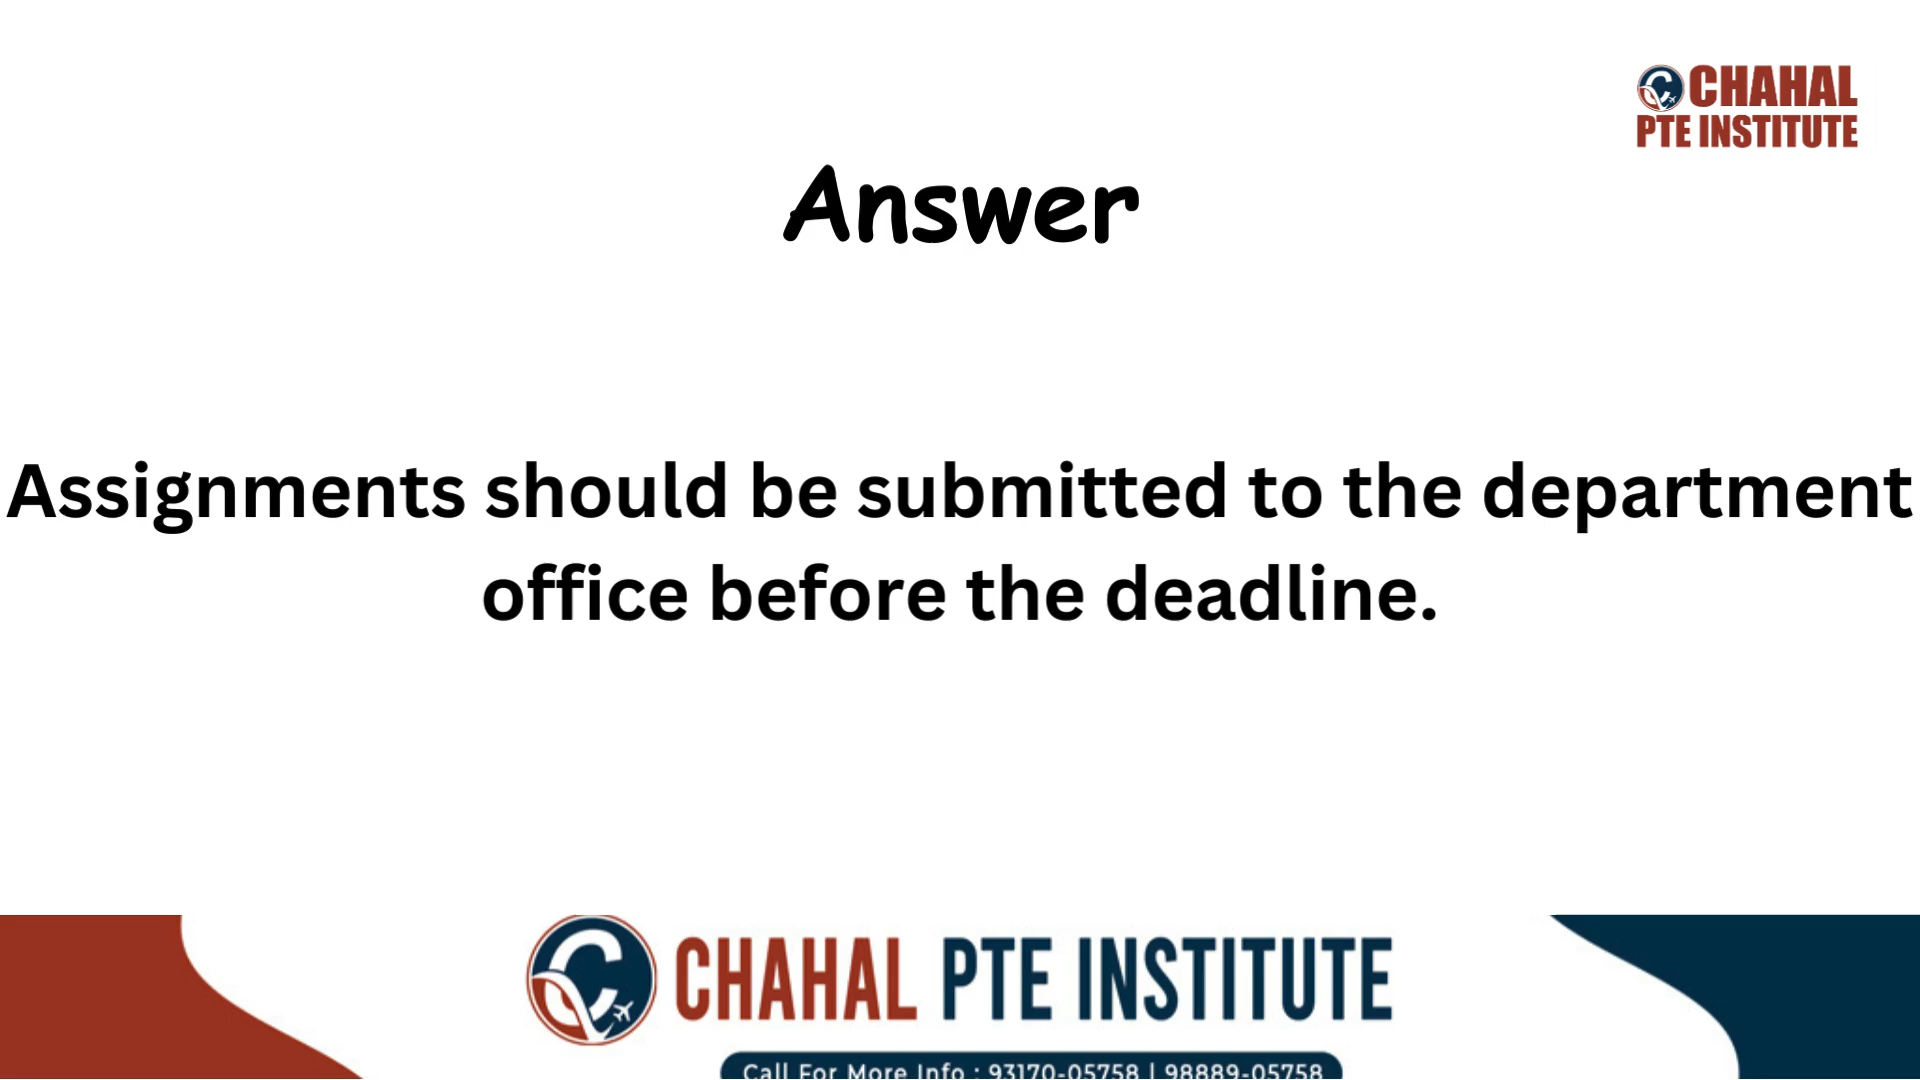 CHAHAL
PTE INSTITUTE
Answer
Assignments should be submitted to the department
office before the deadline.
CHAHAL PTE INSTITUTE
Call For More Info : 93170-05758 | 98889-05758